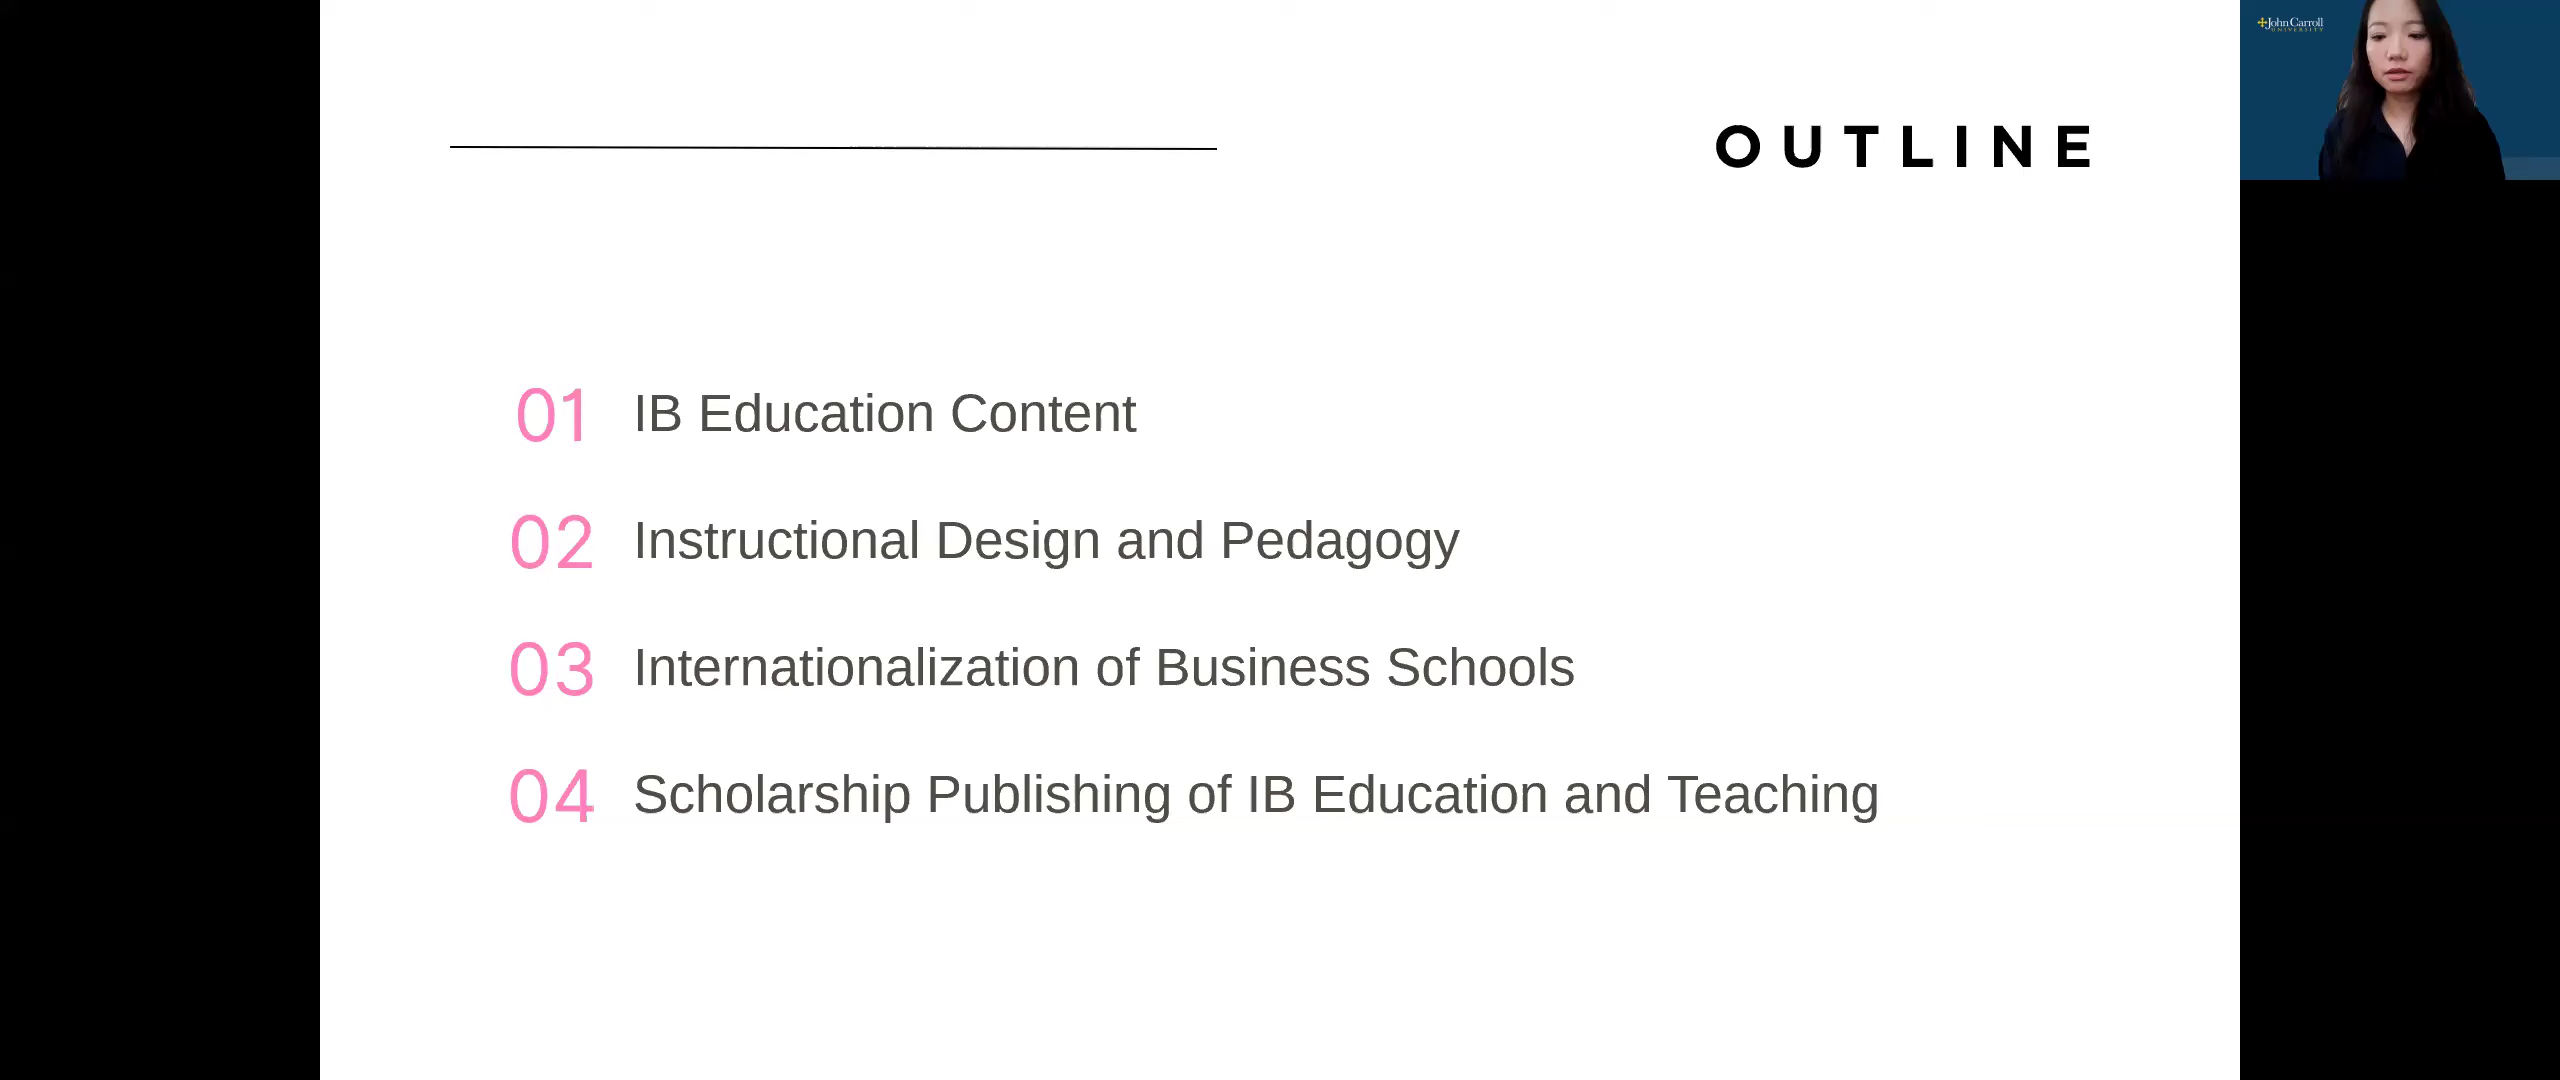 OUTLINE
John Carroll
UNIVERSITY
01 IB Education Content
02 Instructional Design and Pedagogy
03 Internationalization of Business Schools
04 Scholarship Publishing of IB Education and Teaching